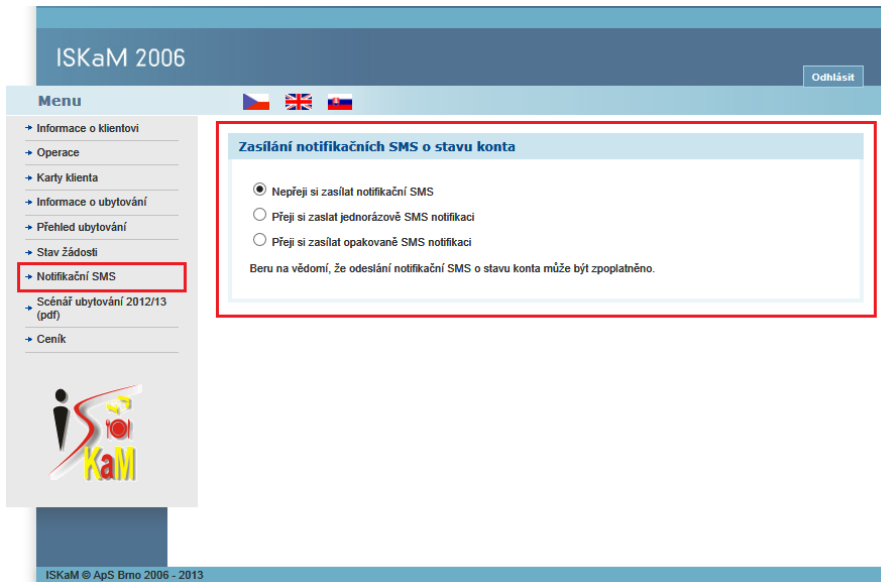 ISKaM 2006
Odhlásit
Menu
Informace o klientovi
Operace
Karty klienta
Informace o ubytování
Přehled ubytování
Stav žádosti
Notifikační SMS
Scénář ubytování 2012/13
(pdf)
Ceník
Zasílání notifikačních SMS o stavu konta
Nepřeji si zasílat notifikační SMS
Přeji si zaslat jednorázově SMS notifikaci
Přeji si zasílat opakovaně SMS notifikaci
Beru na vědomí, že odeslání notifikační SMS o stavu konta může být zpoplatněno.
iS
KaM
ISKaM © ApS Brno 2006 - 2013